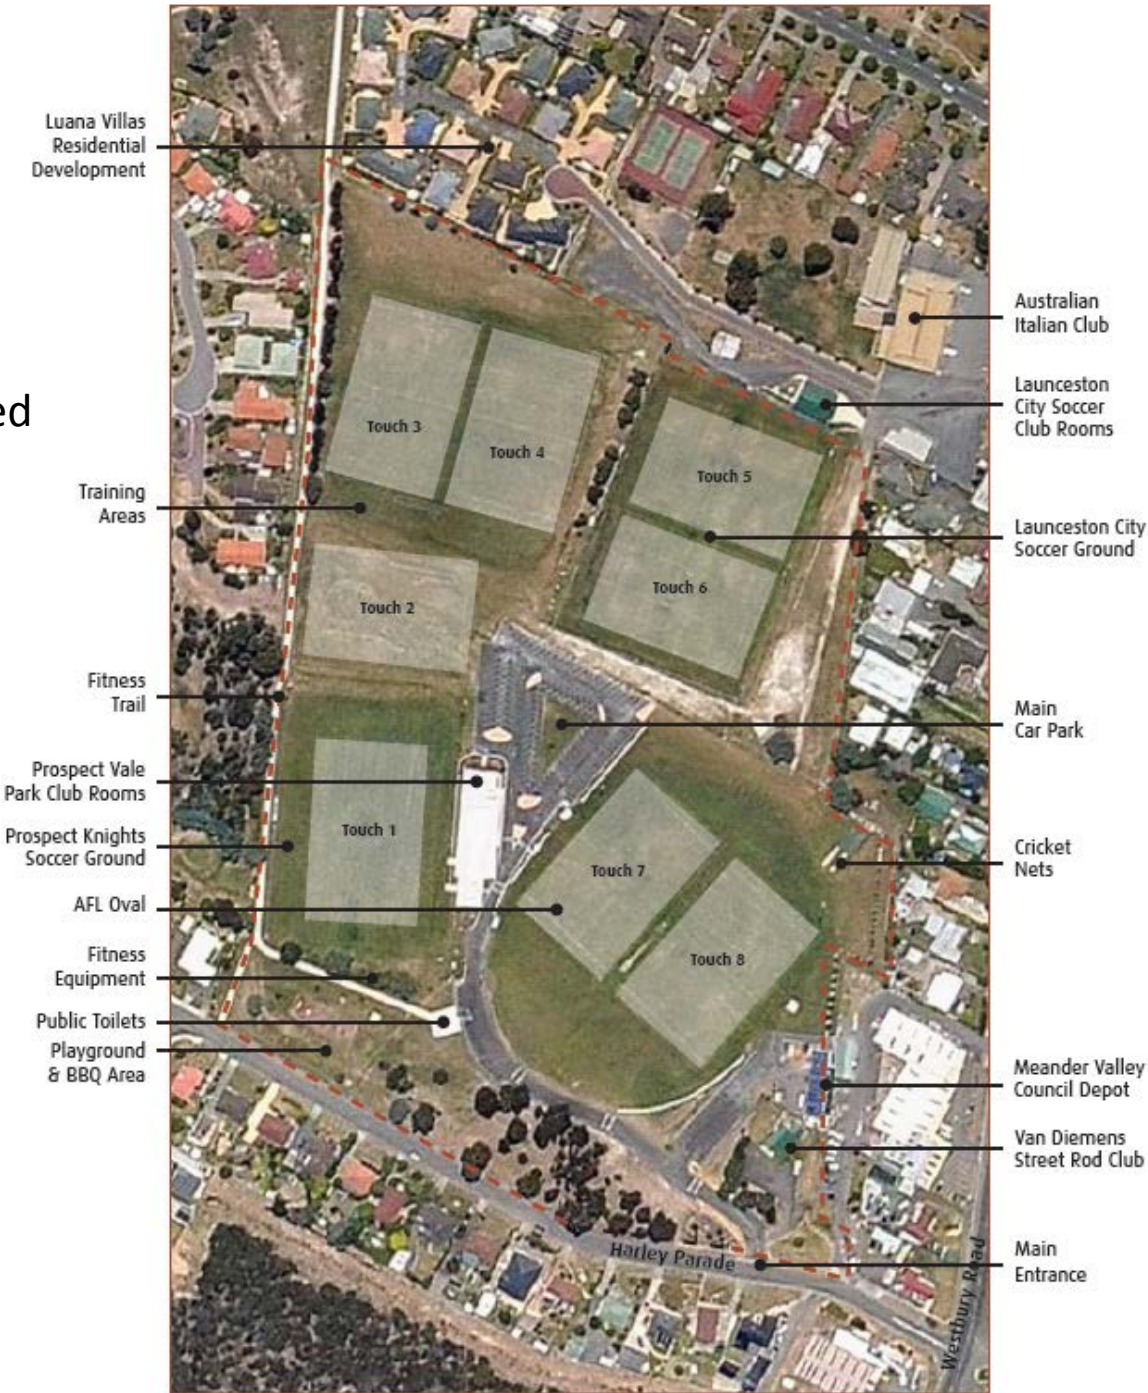 Luana Villas
Residential
Development
Australian
Italian Club
Launceston
City Soccer
Club Rooms
ed
Touch 3
Touch 4
Touch 5
Training
Areas
Launceston City
Soccer Ground
Touch 6
Touch 2
Fitness
Trail
Main
Car Park
Prospect Vale
Park Club Rooms
Touch 1
Prospect Knights
Soccer Ground
Touch 7
Cricket
Nets
AFL Oval
Fitness
Equipment
Touch 8
Public Toilets
Playground
& BBQ Area
Meander Valley
Council Depot
Van Diemens
Street Rod Club
Harley Parade
Main
Entrance
Westbury Road